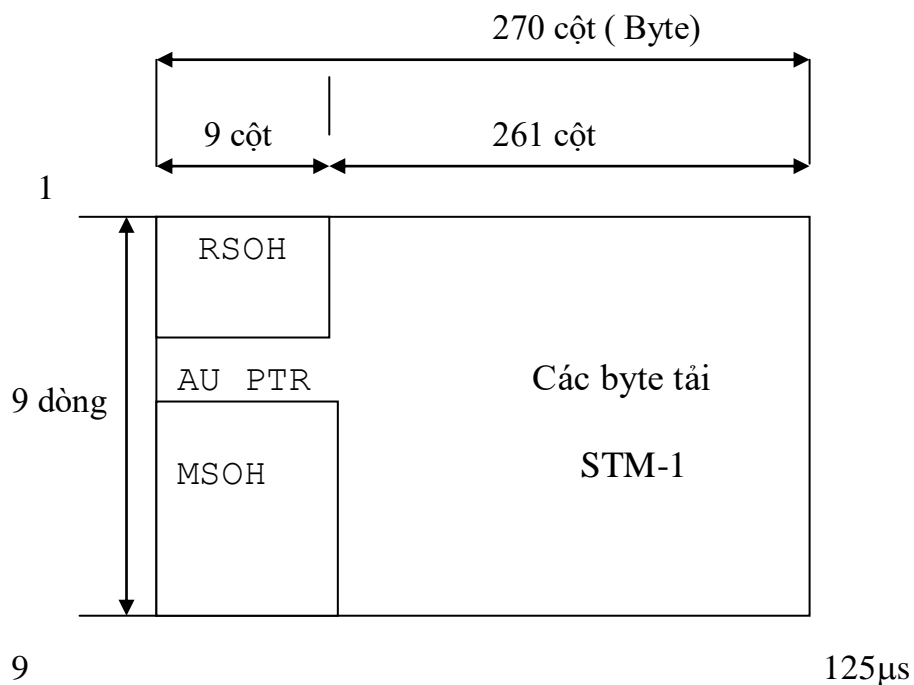 270 cột ( Byte)
9 cột 261 cột
1
RSOH
AU PTR Các byte tải
9 dòng
MSOH STM-1
9 125μs